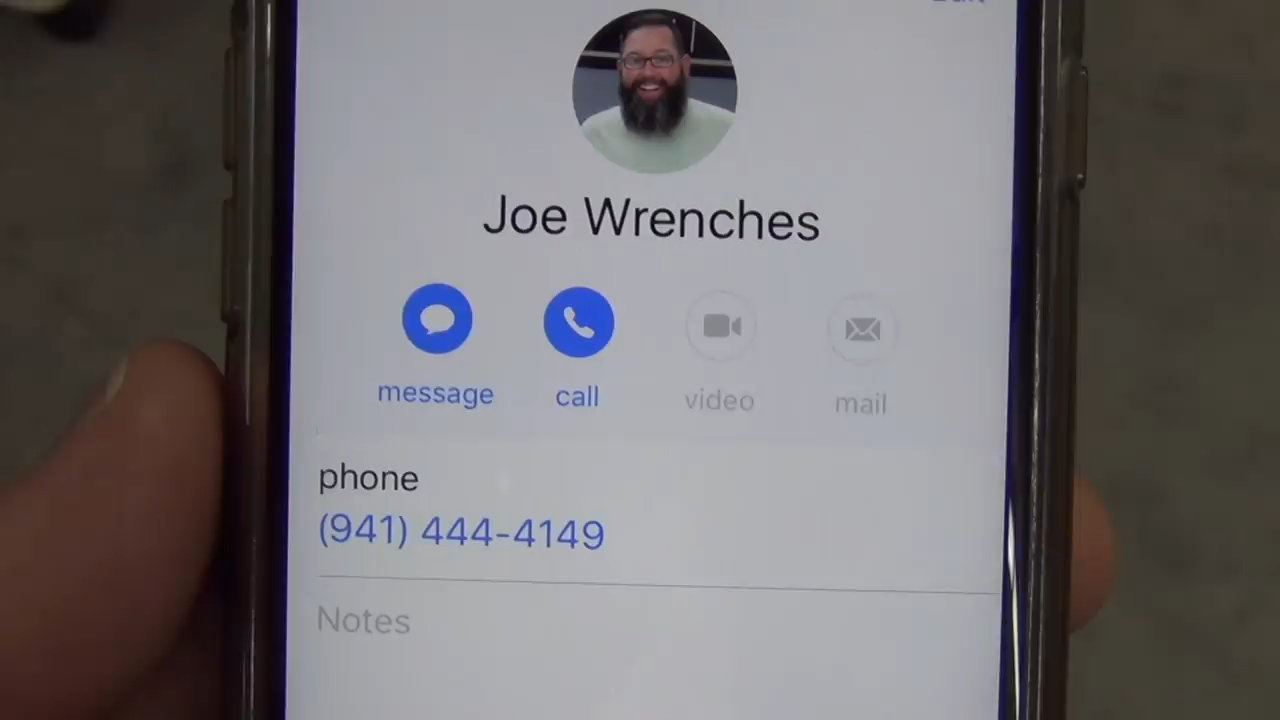 Joe Wrenches
message call video mail
phone
(941) 444-4149
Notes